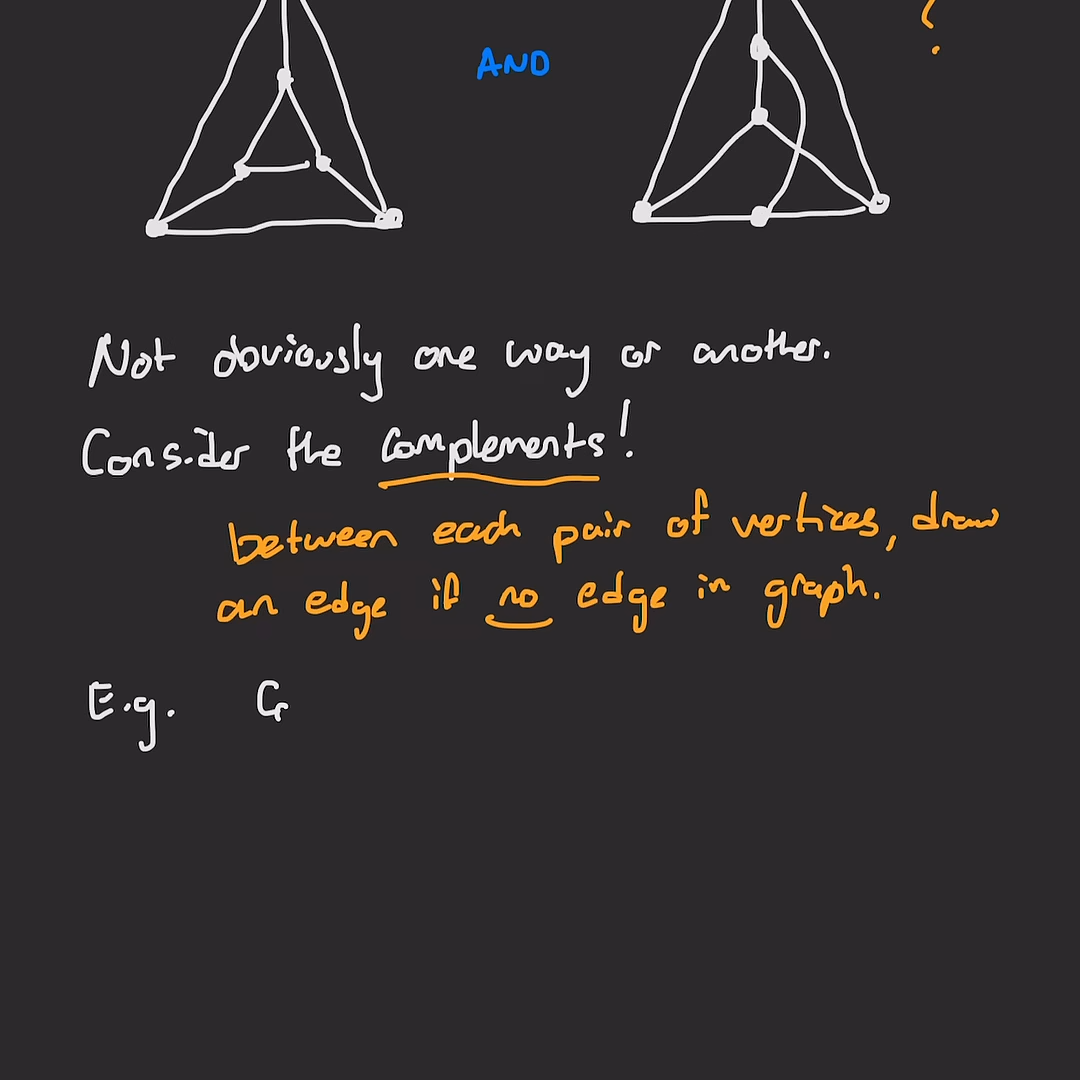 ?
AND
Not obviously one way or another.
Consider the complements!
between each pair of vertices, draw
an edge if no edge in graph.
E.g. G